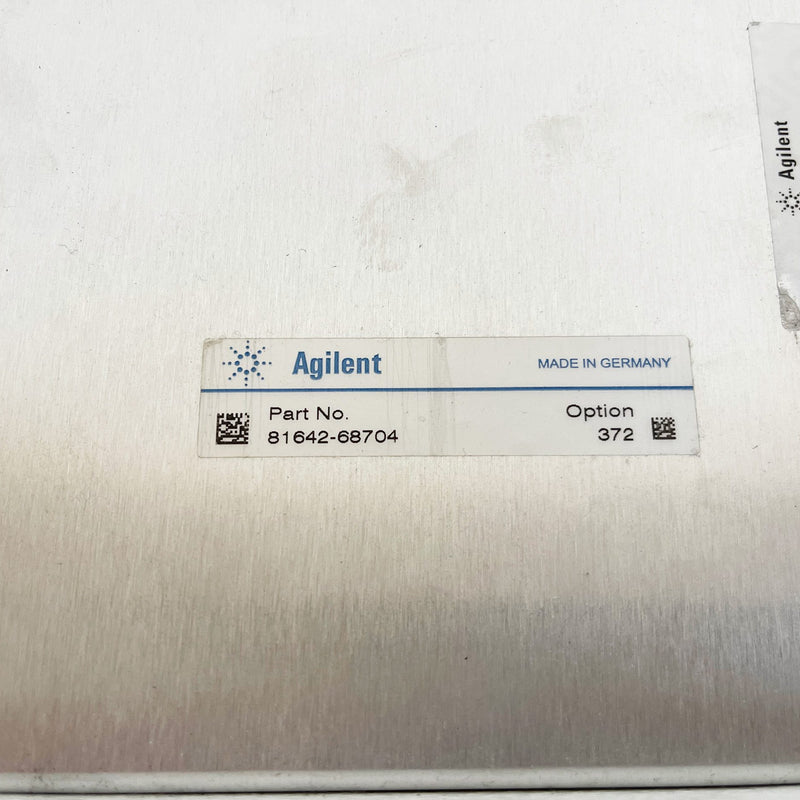 Agilent
Agilent
MADE IN GERMANY
Part No.
81642-68704
Option
372